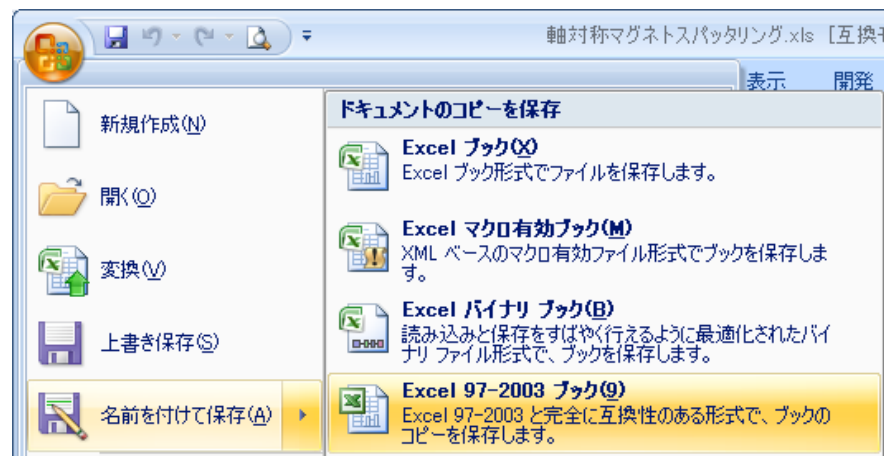 軸対称マグネトスパッタリング.xls [互換
表示 開発
新規作成(N)
開く(O)
変換(V)
上書き保存(S)
名前を付けて保存(A)
ドキュメントのコピーを保存
Excel ブック(X)
Excel ブック形式でファイルを保存します。
Excel マクロ有効ブック(M)
XML ベースのマクロ有効ファイル形式でブックを保存しま
す。
Excel バイナリ ブック(B)
読み込みと保存をすばやく行えるように最適化されたバイ
ナリ ファイル形式で、ブックを保存します。
Excel 97-2003 ブック(9)
Excel 97-2003 と完全に互換性のある形式で、ブックの
コピーを保存します。